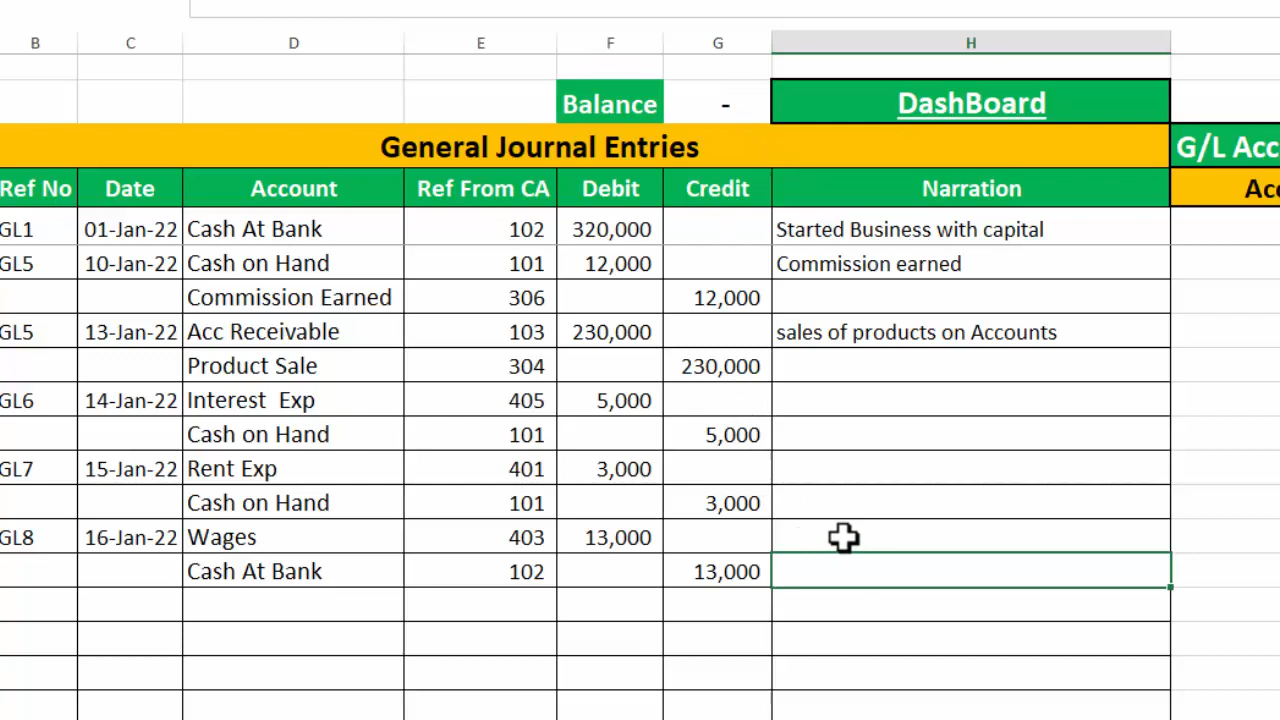 B C D E F G H
Balance - DashBoard
General Journal Entries G/L Acc
Ref No Date Account Ref From CA Debit Credit Narration Acc
GL1 01-Jan-22 Cash At Bank 102 320,000 Started Business with capital
GL5 10-Jan-22 Cash on Hand 101 12,000 Commission earned
Commission Earned 306 12,000
GL5 13-Jan-22 Acc Receivable 103 230,000 sales of products on Accounts
Product Sale 304 230,000
GL6 14-Jan-22 Interest  Exp 405 5,000
Cash on Hand 101 5,000
GL7 15-Jan-22 Rent Exp 401 3,000
Cash on Hand 101 3,000
GL8 16-Jan-22 Wages 403 13,000
Cash At Bank 102 13,000